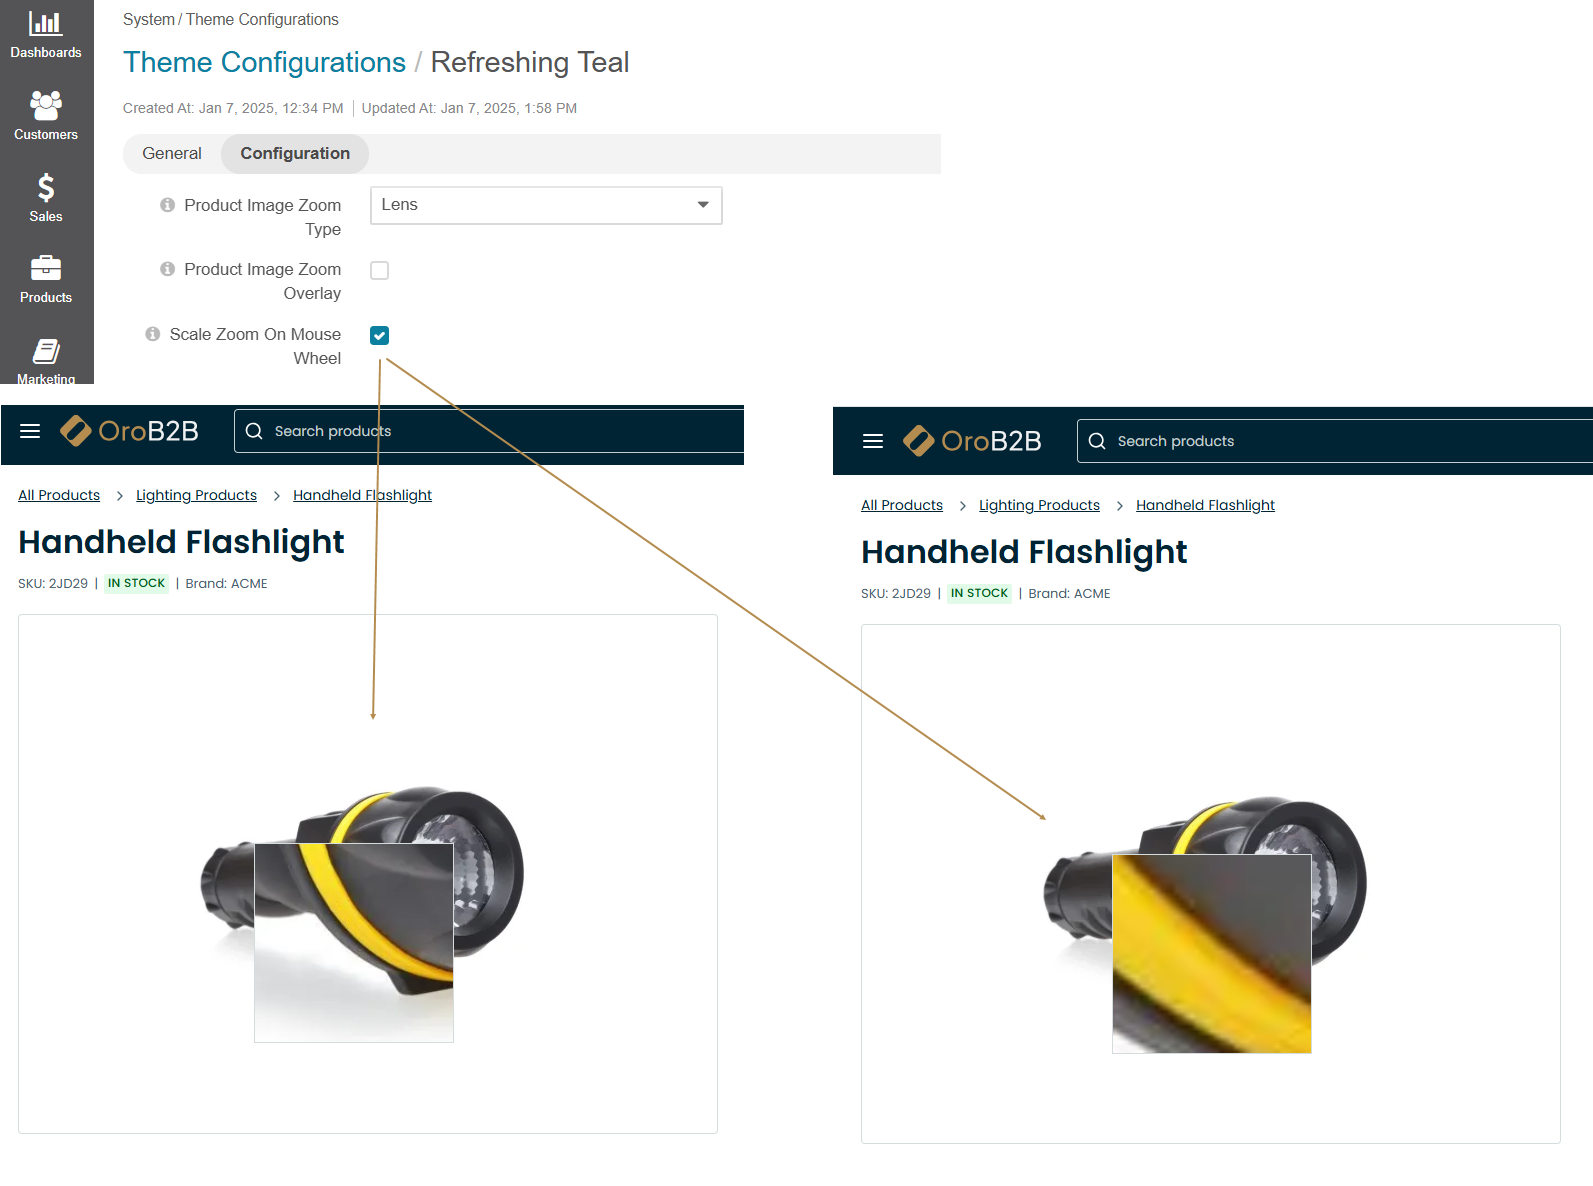 Dashboards
Customers
Sales
Products
Marketing
System / Theme Configurations
Theme Configurations / Refreshing Teal
Created At: Jan 7, 2025, 12:34 PM | Updated At: Jan 7, 2025, 1:58 PM
General Configuration
Product Image Zoom
Type
Lens
Product Image Zoom
Overlay
Scale Zoom On Mouse
Wheel
OroB2B Search products
All Products > Lighting Products > Handheld Flashlight
Handheld Flashlight
SKU: 2JD29 | IN STOCK | Brand: ACME
OroB2B Search products
All Products > Lighting Products > Handheld Flashlight
Handheld Flashlight
SKU: 2JD29 | IN STOCK | Brand: ACME